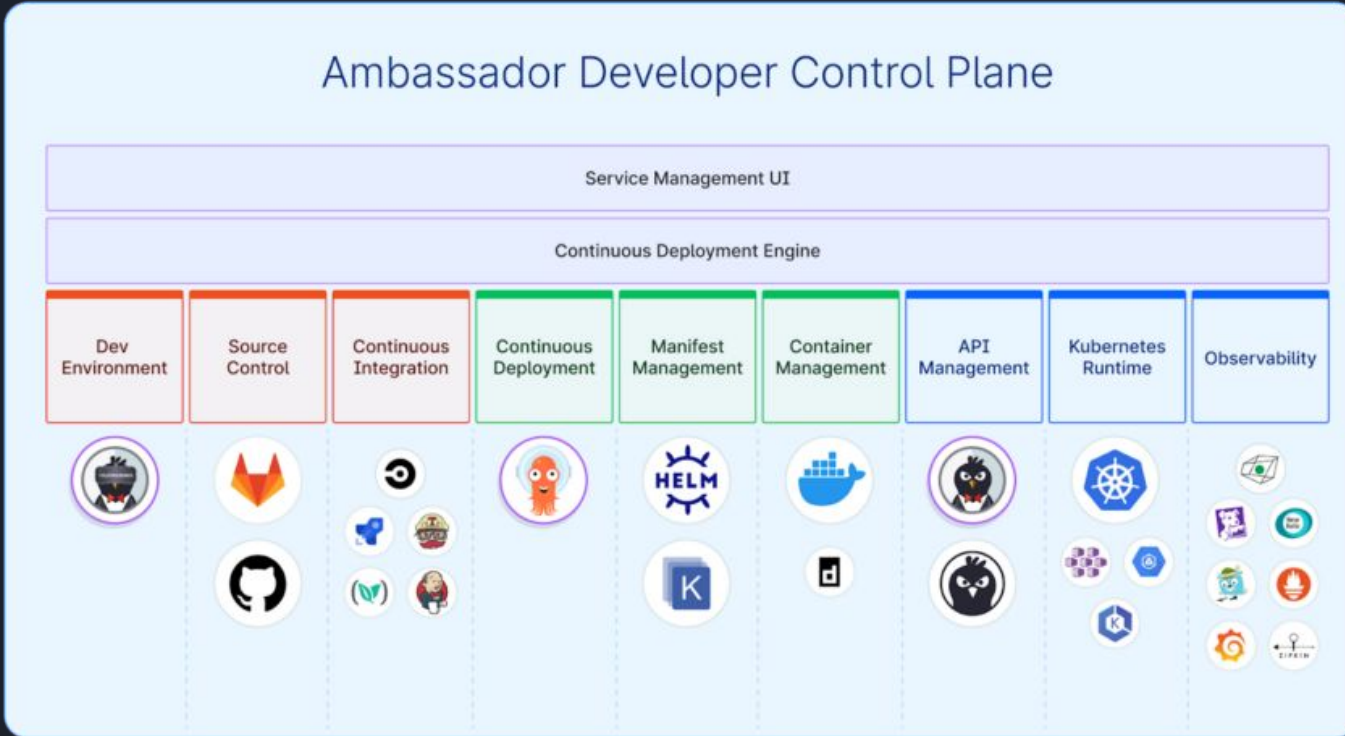 Ambassador Developer Control Plane
Service Management UI
Continuous Deployment Engine
Dev
Environment
Source
Control
Continuous
Integration
Continuous
Deployment
Manifest
Management
Container
Management
API
Management
Kubernetes
Runtime
Observability
HELM
K
d
K
ZIPKIN